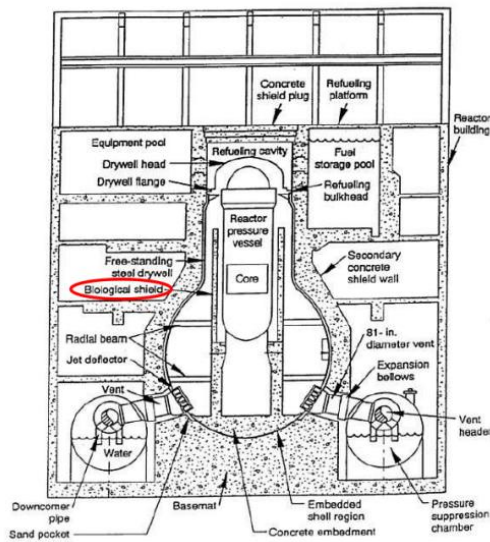 Concrete
shield plug
Refueling
platform
Reactor
building
Equipment pool
Refueling cavity
Drywell head
Drywell flange
Fuel
storage pool
Refueling
bulkhead
Reactor
pressure
vessel
Free-standing
steel drywell
Biological shield
Core
Secondary
concrete
shield wall
Radial beam
Jet deflector
Vent
81- in.
diameter vent
Expansion
bellows
Water
Vent
header
Downcomer
pipe
Sand pocket
Basemat
Concrete embedment
Embedded
shell region
Pressure
suppression
chamber